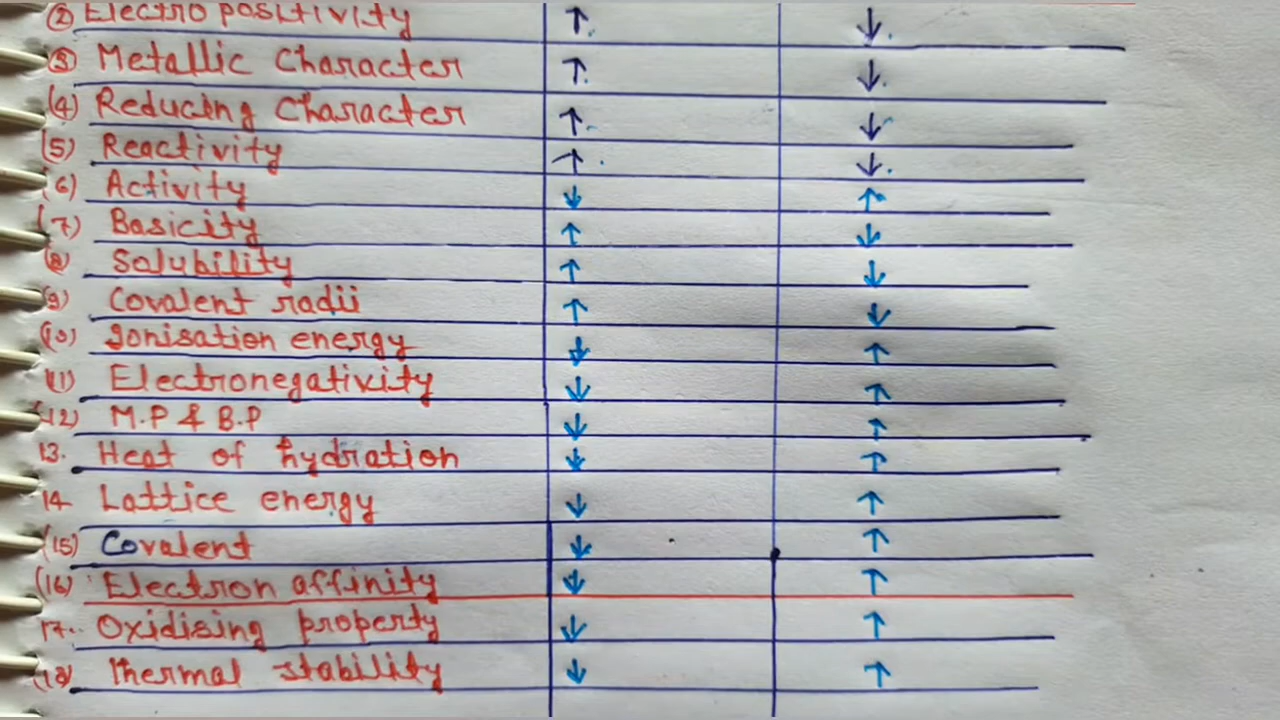 ② Electropositivity ↑ ↓
③ Metallic Character ↑ ↓
(4) Reducing Character ↑ ↓
(5) Reactivity ↑ ↓
(6) Activity ↓ ↑
(7) Basicity ↑ ↓
(8) Solubility ↑ ↓
(9) Covalent radii ↑ ↓
(10) Ionisation energy ↓ ↑
(11) Electronegativity ↓ ↑
(12) M.P & B.P ↓ ↑
13. Heat of hydration ↓ ↑
14. Lattice energy ↓ ↑
(15) Covalent ↓ ↑
(16) Electron affinity ↓ ↑
17. Oxidising property ↓ ↑
(18) Thermal stability ↓ ↑